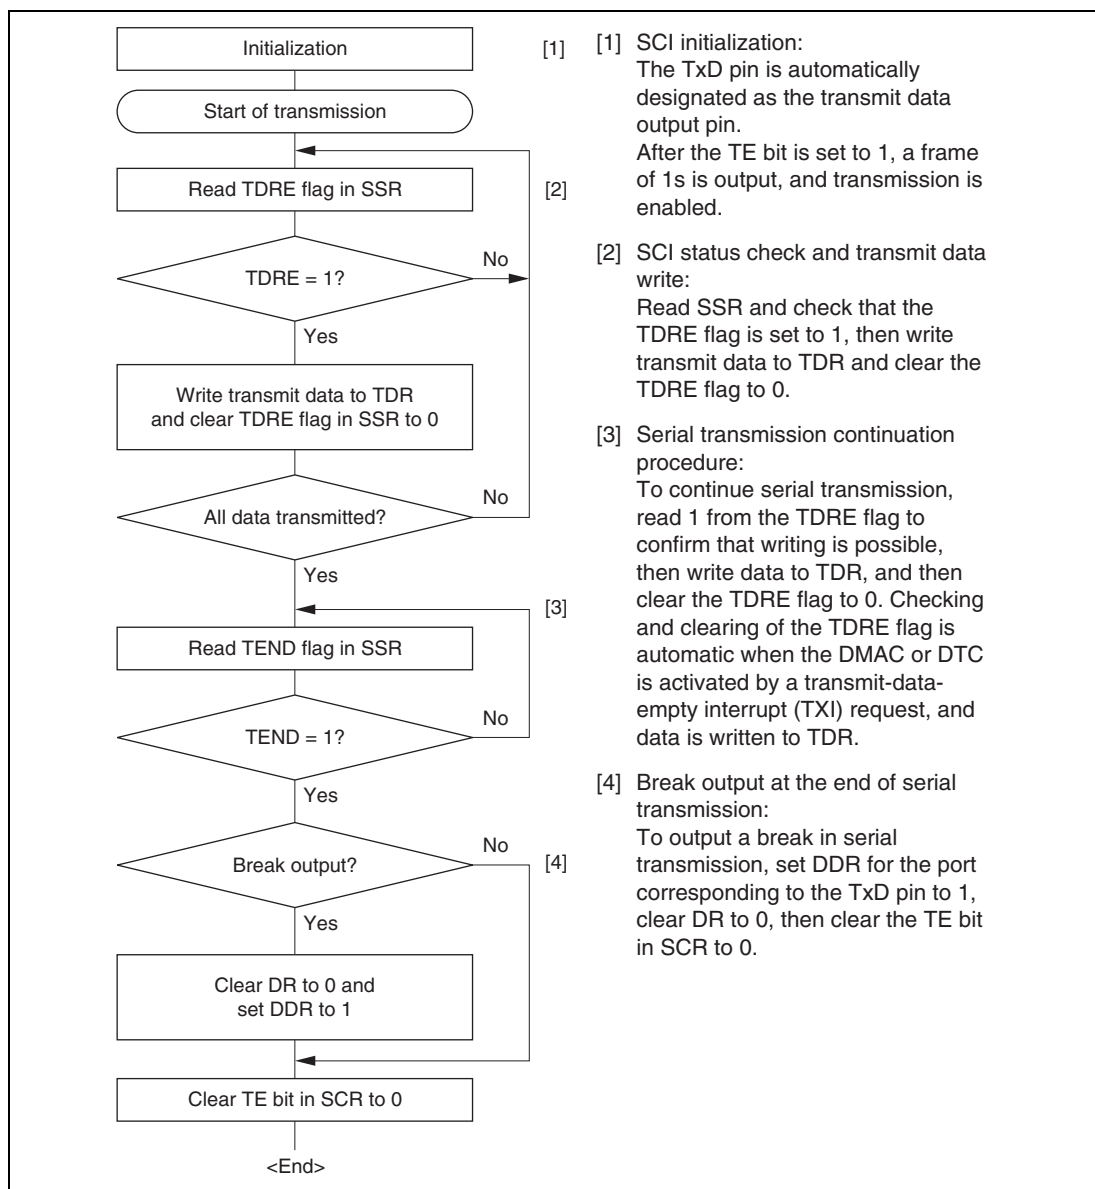 Initialization
[1]
Start of transmission
Read TDRE flag in SSR
[2]
TDRE = 1?
No
Yes
Write transmit data to TDR
and clear TDRE flag in SSR to 0
All data transmitted?
No
Yes
[3]
Read TEND flag in SSR
TEND = 1?
No
Yes
Break output?
No
[4]
Yes
Clear DR to 0 and
set DDR to 1
Clear TE bit in SCR to 0
<End>
[1] SCI initialization:
The TxD pin is automatically
designated as the transmit data
output pin.
After the TE bit is set to 1, a frame
of 1s is output, and transmission is
enabled.
[2] SCI status check and transmit data
write:
Read SSR and check that the
TDRE flag is set to 1, then write
transmit data to TDR and clear the
TDRE flag to 0.
[3] Serial transmission continuation
procedure:
To continue serial transmission,
read 1 from the TDRE flag to
confirm that writing is possible,
then write data to TDR, and then
clear the TDRE flag to 0. Checking
and clearing of the TDRE flag is
automatic when the DMAC or DTC
is activated by a transmit-data-
empty interrupt (TXI) request, and
data is written to TDR.
[4] Break output at the end of serial
transmission:
To output a break in serial
transmission, set DDR for the port
corresponding to the TxD pin to 1,
clear DR to 0, then clear the TE bit
in SCR to 0.